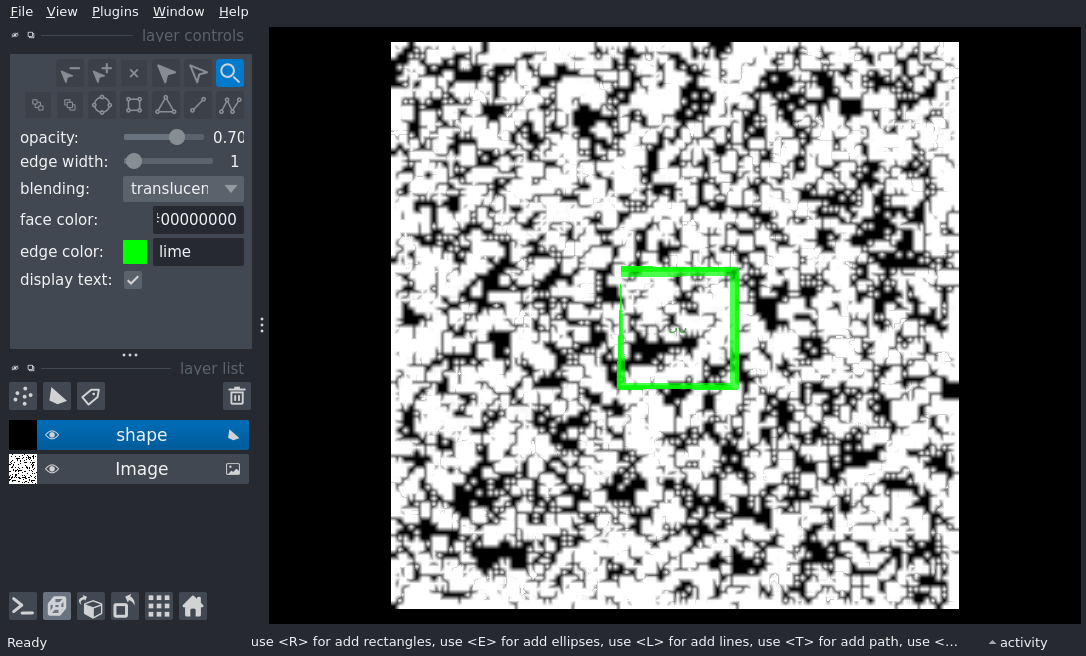 File View Plugins Window Help
layer controls
opacity: 0.70
edge width: 1
blending: translucen
face color: 00000000
edge color: lime
display text:
layer list
shape
Image
Ready
use <R> for add rectangles, use <E> for add ellipses, use <L> for add lines, use <T> for add path, use <...
activity